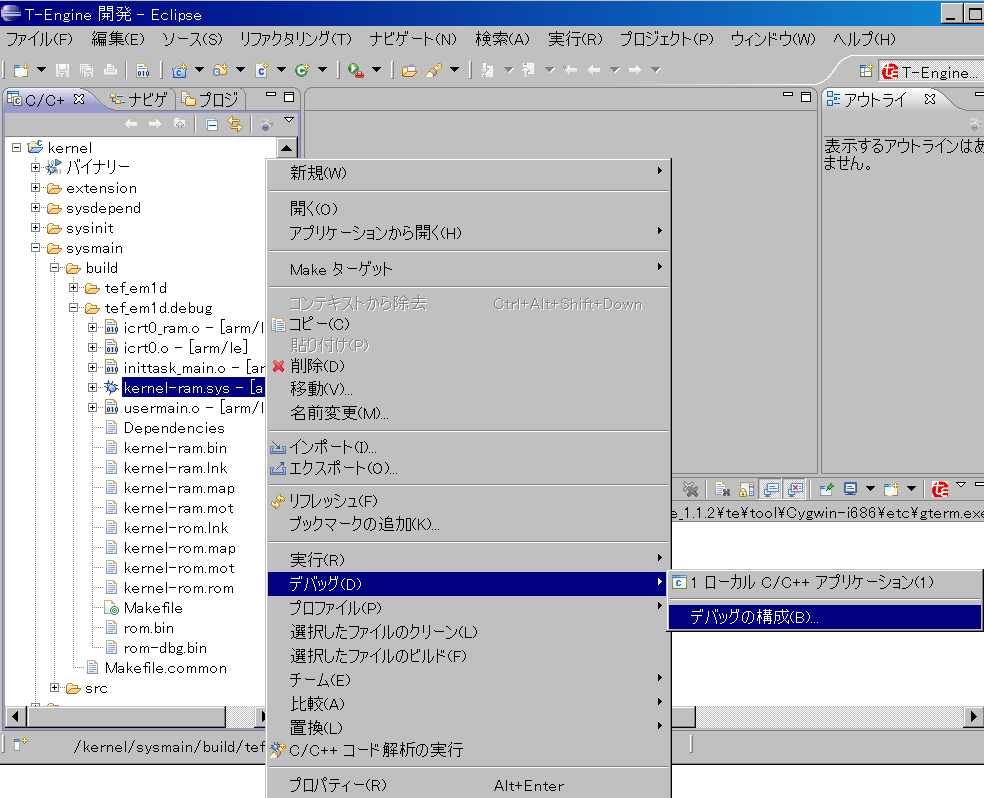 T-Engine 開発 - Eclipse
ファイル(F) 編集(E) ソース(S) リファクタリング(T) ナビゲート(N) 検索(A) 実行(R) プロジェクト(P) ウィンドウ(W) ヘルプ(H)
T-Engine...
C/C+ ナビゲ プロジ
アウトライ
表示するアウトラインはあ
ません。
kernel
バイナリー
extension
sysdepend
sysinit
sysmain
build
tef_em1d
tef_em1d.debug
icrt0_ram.o - [arm/l
icrt0.o - [arm/le]
inittask_main.o - [ar
kernel-ram.sys - [a
usermain.o - [arm/l
Dependencies
kernel-ram.bin
kernel-ram.lnk
kernel-ram.map
kernel-ram.mot
kernel-rom.lnk
kernel-rom.map
kernel-rom.mot
kernel-rom.rom
Makefile
rom.bin
rom-dbg.bin
Makefile.common
src
/kernel/sysmain/build/tef
新規(W)
開く(O)
アプリケーションから開く(H)
Make ターゲット
コンテキストから除去 Ctrl+Alt+Shift+Down
コピー(C)
貼り付け(P)
削除(D)
移動(V)...
名前変更(M)...
インポート(I)...
エクスポート(O)...
リフレッシュ(F)
ブックマークの追加(K)...
実行(R)
デバッグ(D)
プロファイル(P)
選択したファイルのクリーン(L)
選択したファイルのビルド(F)
チーム(E)
比較(A)
置換(L)
C/C++ コード解析の実行
プロパティー(R) Alt+Enter
1 ローカル C/C++ アプリケーション(1)
デバッグの構成(B)...
e_1.1.2¥te¥tool¥Cygwin-i686¥etc¥gterm.exe